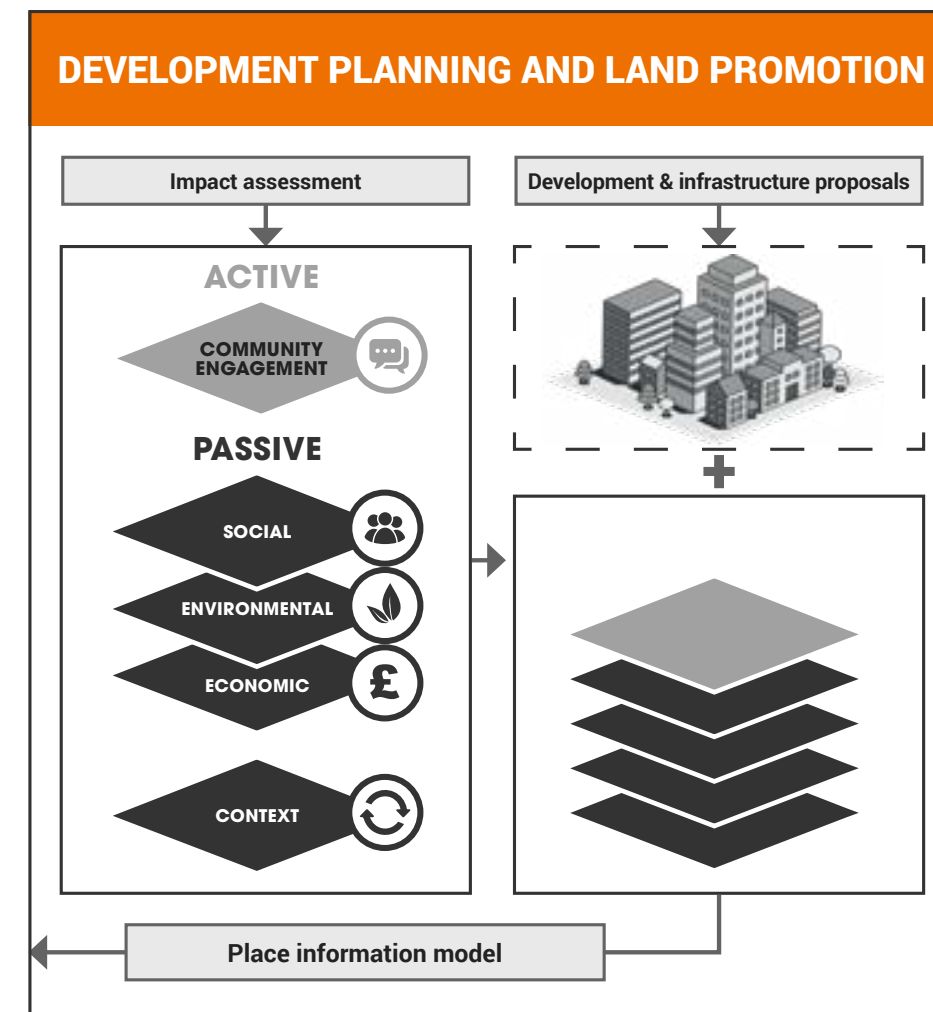 DEVELOPMENT PLANNING AND LAND PROMOTION
Impact assessment
Development & infrastructure proposals
ACTIVE
COMMUNITY
ENGAGEMENT
PASSIVE
SOCIAL
ENVIRONMENTAL
ECONOMIC
£
CONTEXT
Place information model